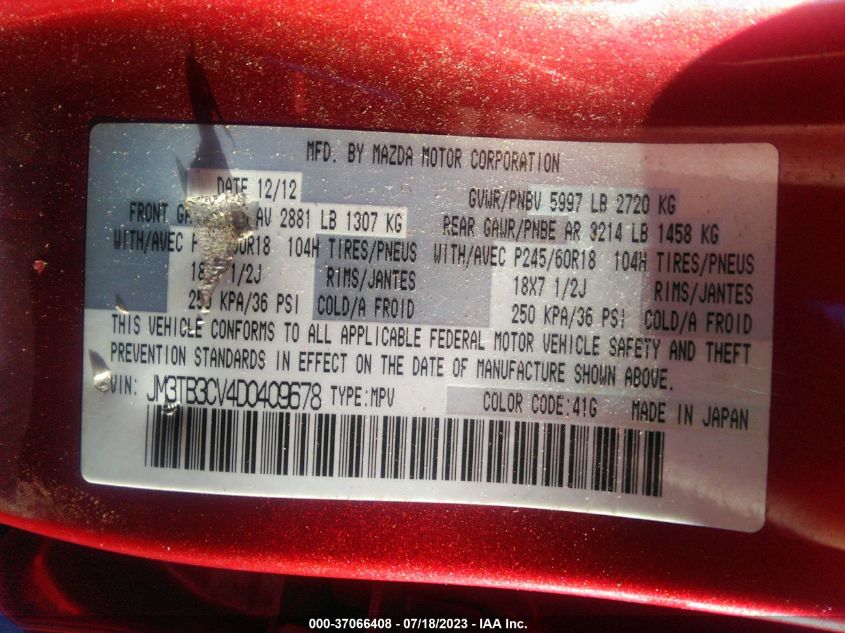 MFD. BY MAZDA MOTOR CORPORATION
DATE 12/12
GVWR/PNBV 5997 LB 2720 KG
FRONT AV 2881 LB 1307 KG
REAR GAWR/PNBE AR 3214 LB 1458 KG
WITH/AVEC 104H TIRES/PNEUS
WITH/AVEC P245/60R18 104H TIRES/PNEUS
1/2J RIMS/JANTES
18X7 1/2J RIMS/JANTES
KPA/36 PSI COLD/A FROID
250 KPA/36 PSI COLD/A FROID
THIS VEHICLE CONFORMS TO ALL APPLICABLE FEDERAL MOTOR VEHICLE SAFETY AND THEFT
PREVENTION STANDARDS IN EFFECT ON THE DATE OF MANUFACTURE SHOWN ABOVE.
VIN: JM3TB3CV4D0409678 TYPE:MPV
COLOR CODE:41G MADE IN JAPAN
000-37066408 - 07/18/2023 - IAA Inc.